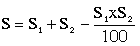 S = S₁ + S₂ − S₁xS₂/100